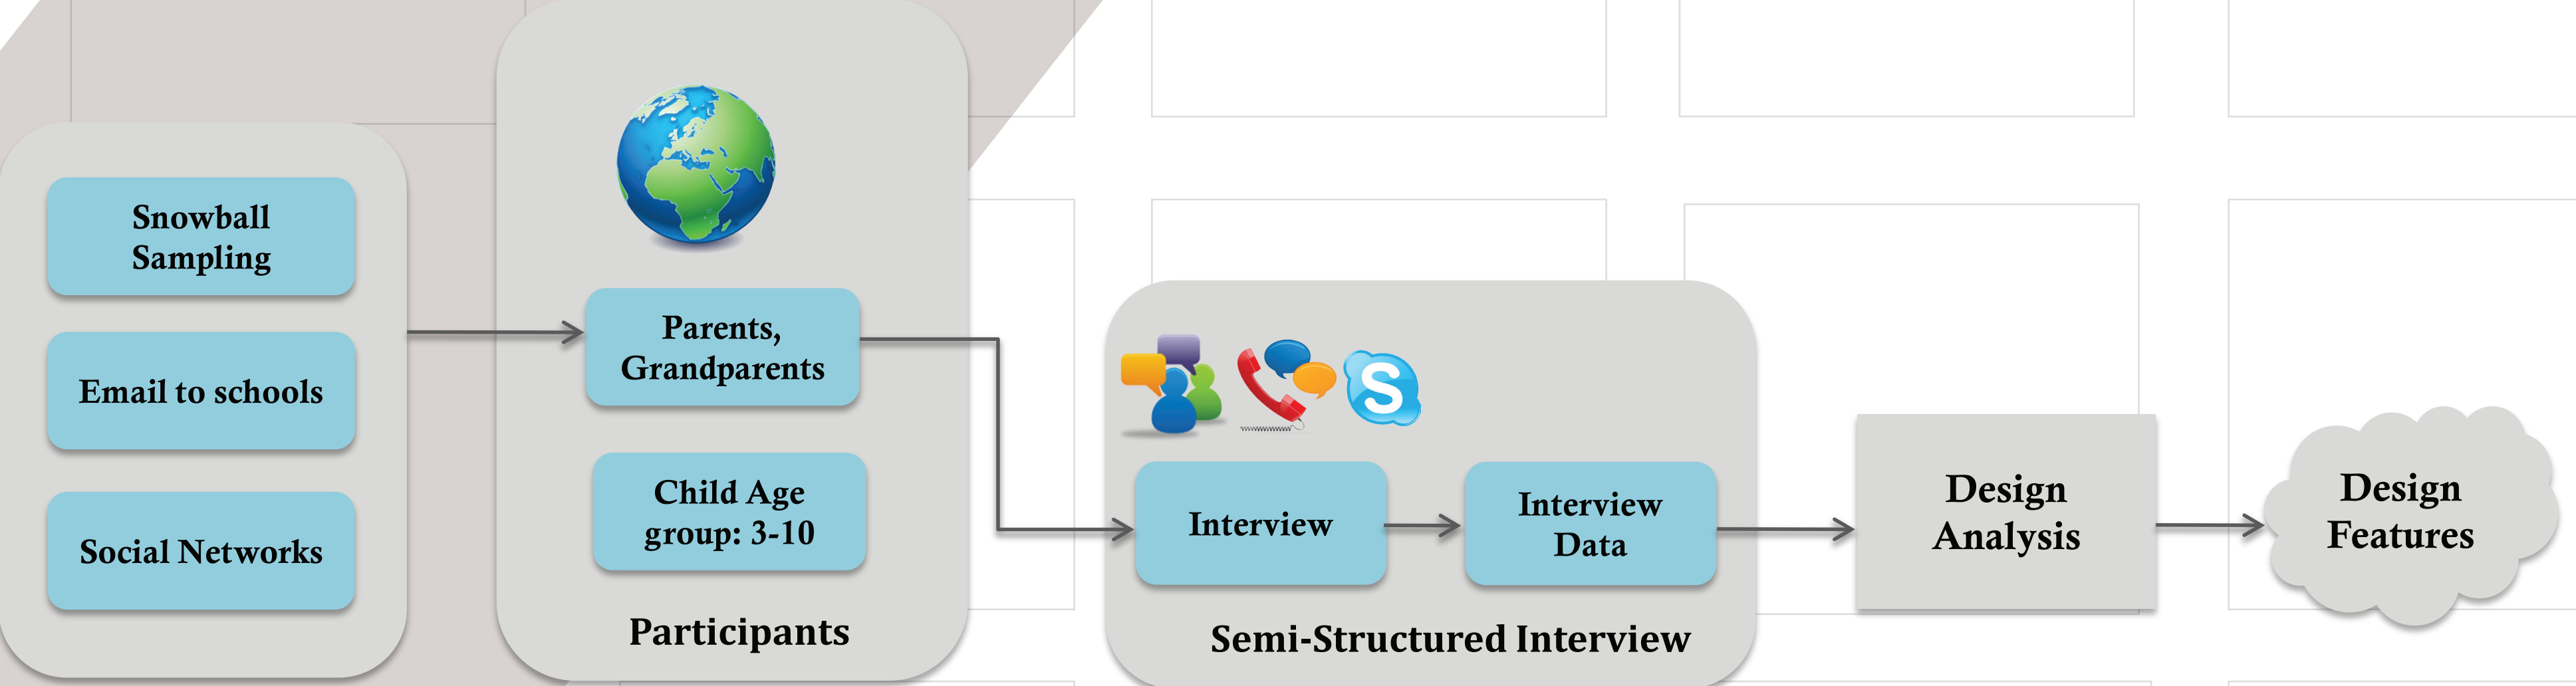 Snowball
Sampling
Email to schools
Social Networks
Parents,
Grandparents
Child Age
group: 3-10
Participants
S
Interview
Interview
Data
Semi-Structured Interview
Design
Analysis
Design
Features